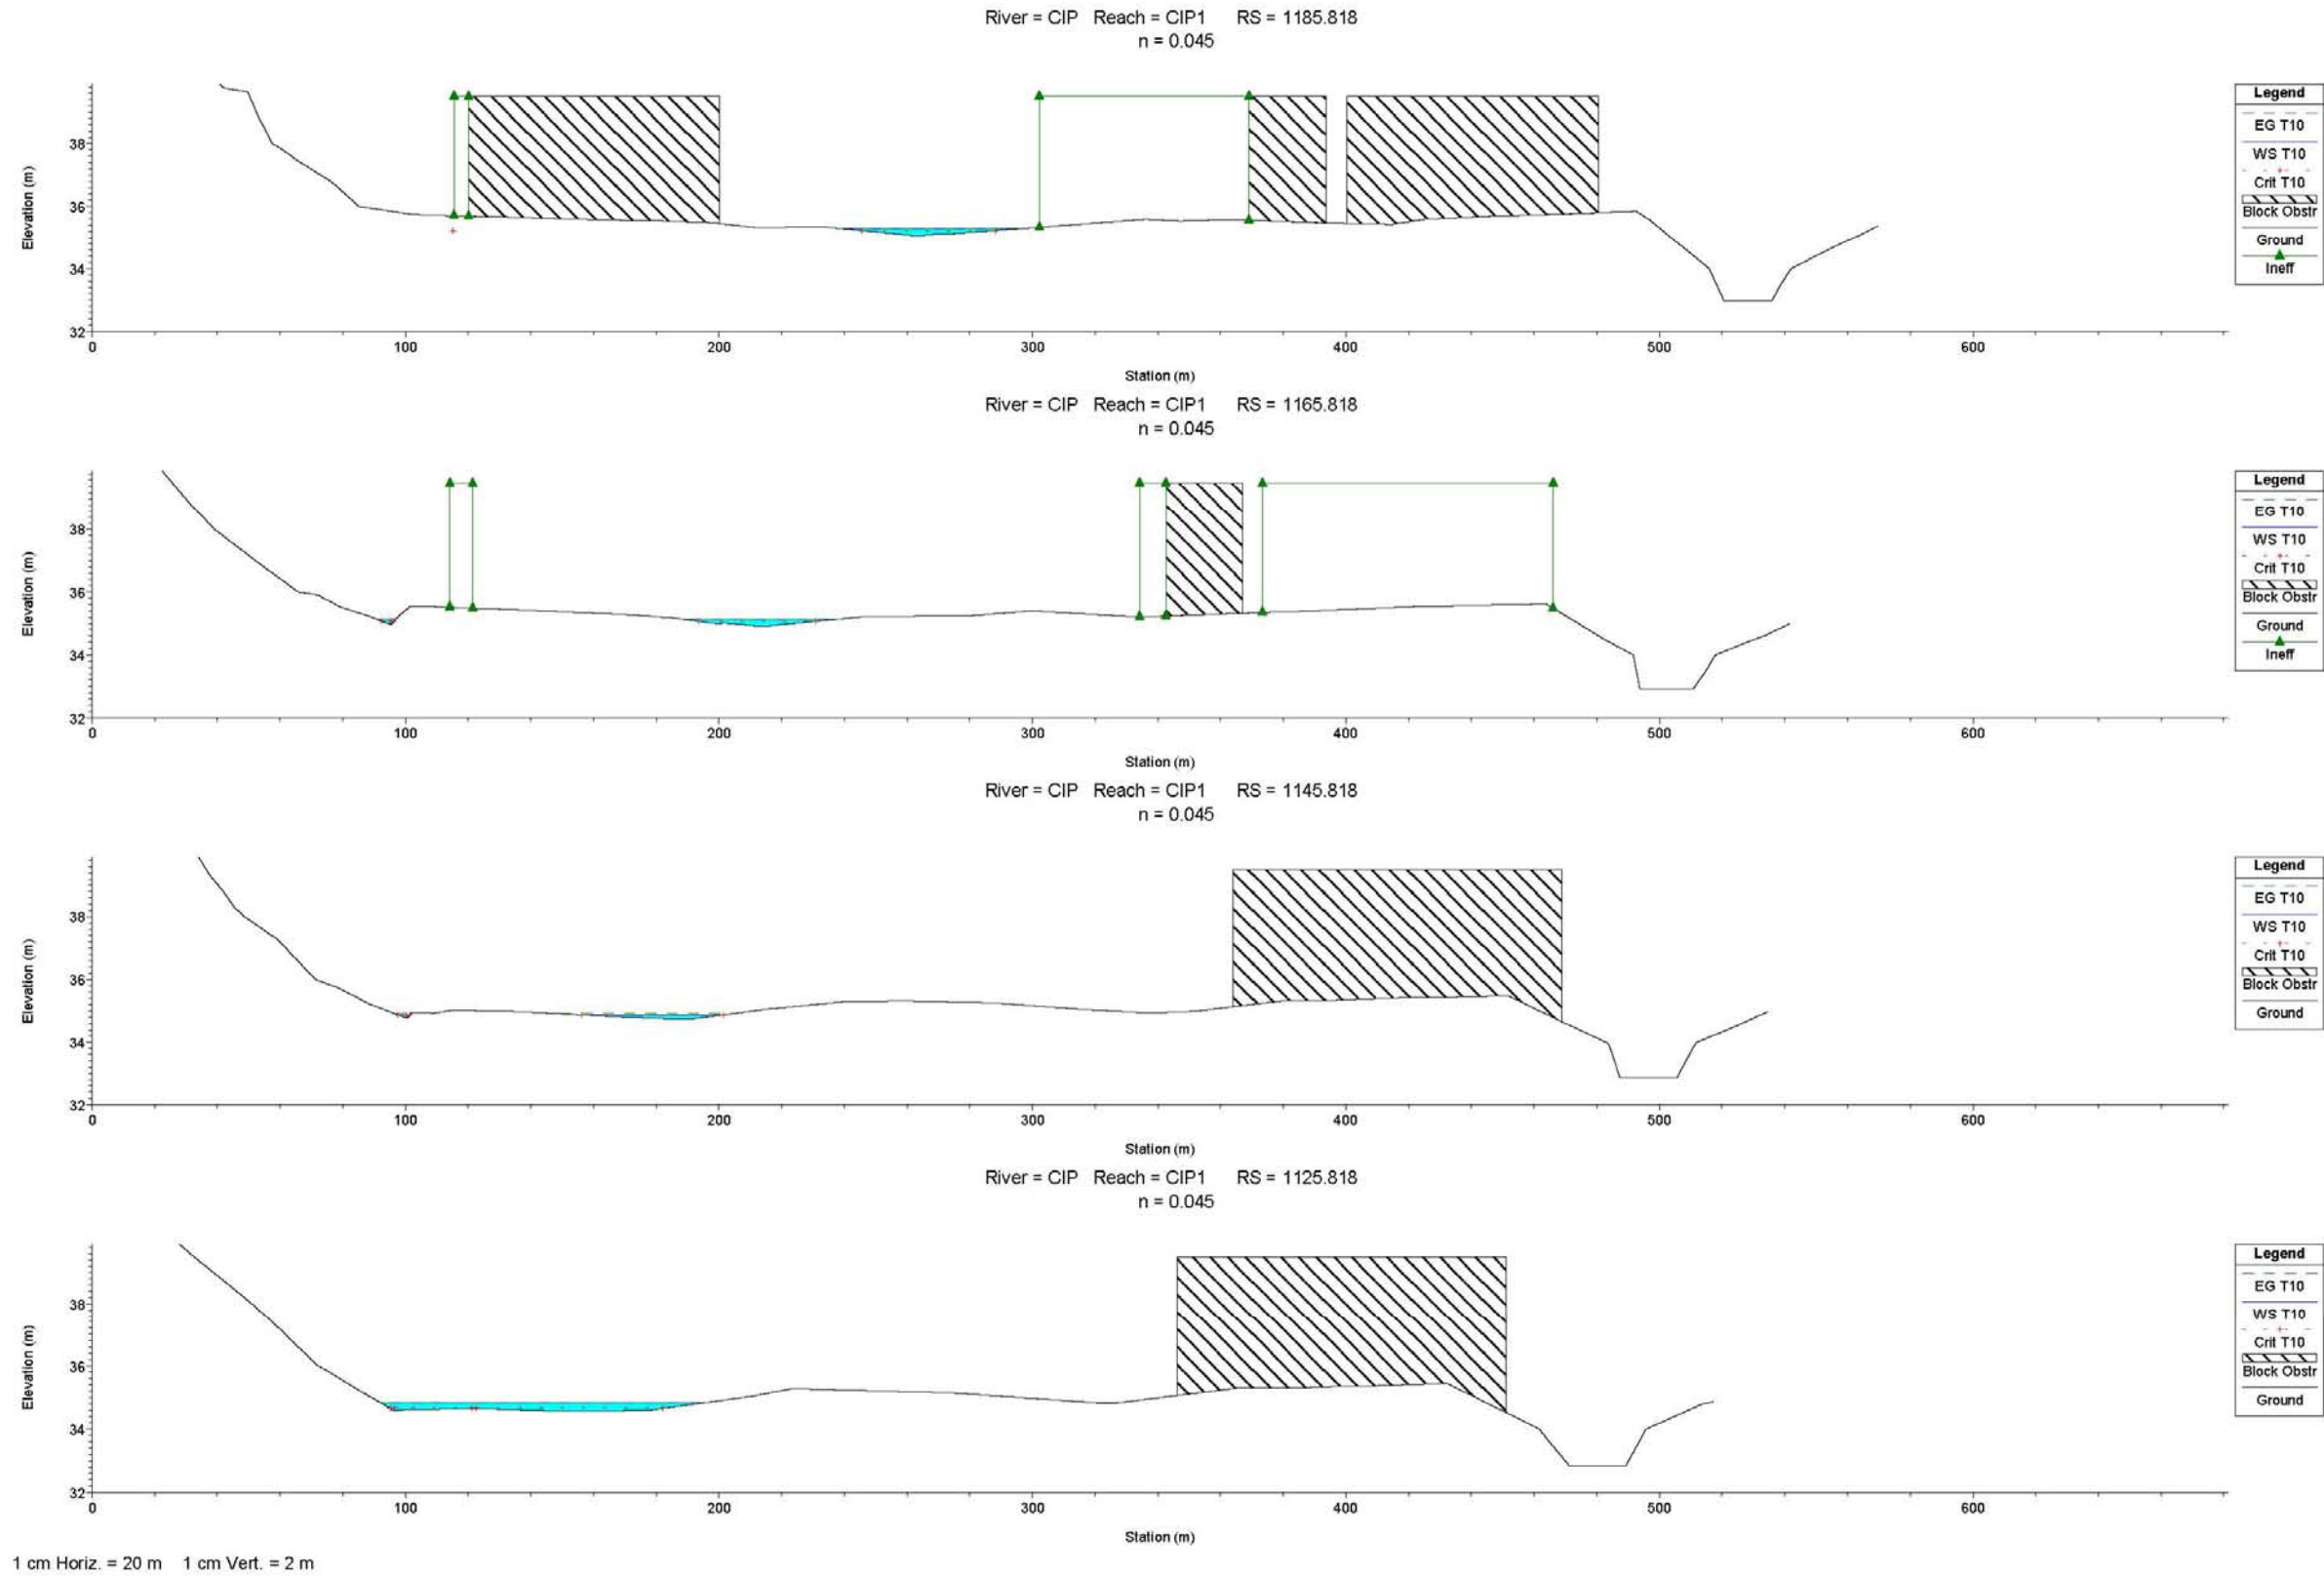 River = CIP Reach = CIP1 RS = 1185.818
n = 0.045
Elevation (m)
38
36
34
32
0 100 200 300 400 500 600
Station (m)
Legend
EG T10
WS T10
Crit T10
Block Obstr
Ground
Ineff
River = CIP Reach = CIP1 RS = 1165.818
n = 0.045
Elevation (m)
38
36
34
32
0 100 200 300 400 500 600
Station (m)
Legend
EG T10
WS T10
Crit T10
Block Obstr
Ground
Ineff
River = CIP Reach = CIP1 RS = 1145.818
n = 0.045
Elevation (m)
38
36
34
32
0 100 200 300 400 500 600
Station (m)
Legend
EG T10
WS T10
Crit T10
Block Obstr
Ground
River = CIP Reach = CIP1 RS = 1125.818
n = 0.045
Elevation (m)
38
36
34
32
0 100 200 300 400 500 600
Station (m)
Legend
EG T10
WS T10
Crit T10
Block Obstr
Ground
1 cm Horiz. = 20 m 1 cm Vert. = 2 m